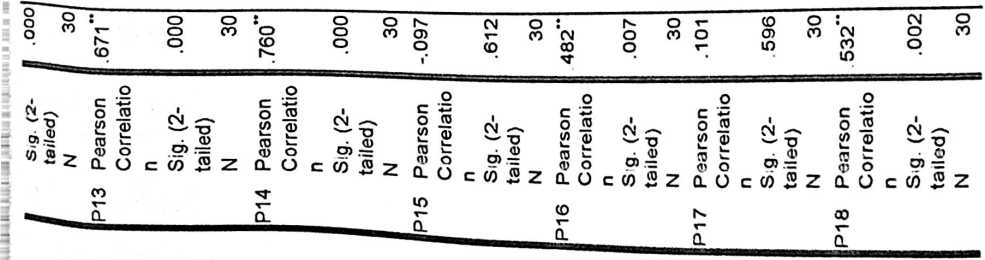 Sig. (2- .000
tailed)
N 30
P13 Pearson .671**
Correlatio
n
Sig. (2- .000
tailed)
N 30
P14 Pearson .760**
Correlatio
n
Sig. (2- .000
tailed)
N 30
P15 Pearson -.097
Correlatio
n
Sig. (2- .612
tailed)
N 30
P16 Pearson .482**
Correlatio
n
Sig. (2- .007
tailed)
N 30
P17 Pearson .101
Correlatio
n
Sig. (2- .596
tailed)
N 30
P18 Pearson .532**
Correlatio
n
Sig. (2- .002
tailed)
N 30